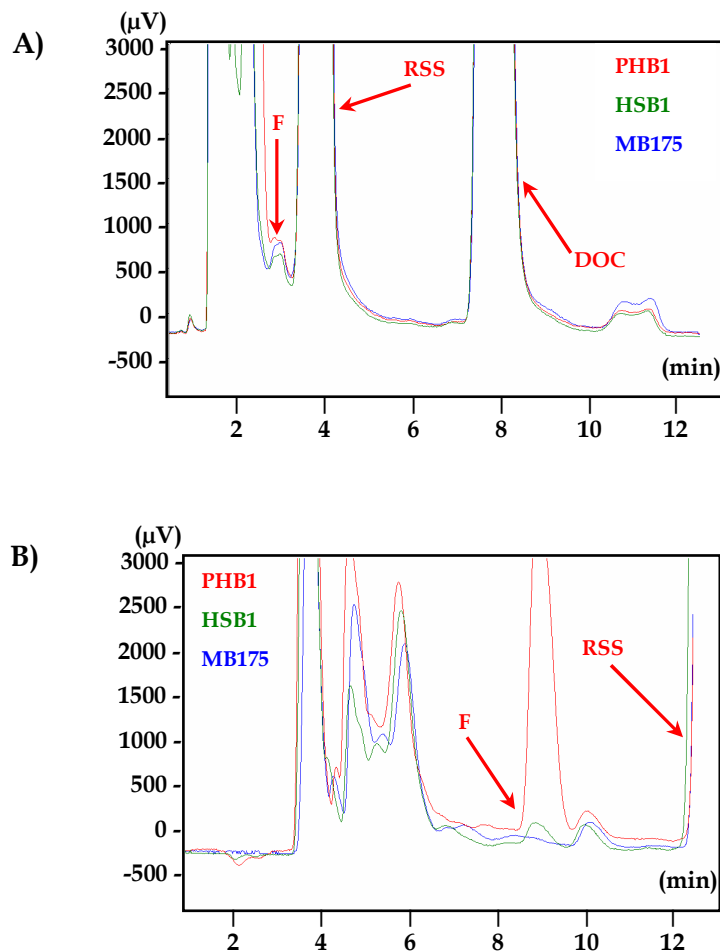 A)
(µV)
3000
2500
2000
1500
1000
500
0
-500
F
RSS
DOC
PHB1
HSB1
MB175
(min)
2 4 6 8 10 12
B)
(µV)
3000
2500
2000
1500
1000
500
0
-500
PHB1
HSB1
MB175
F
RSS
(min)
2 4 6 8 10 12